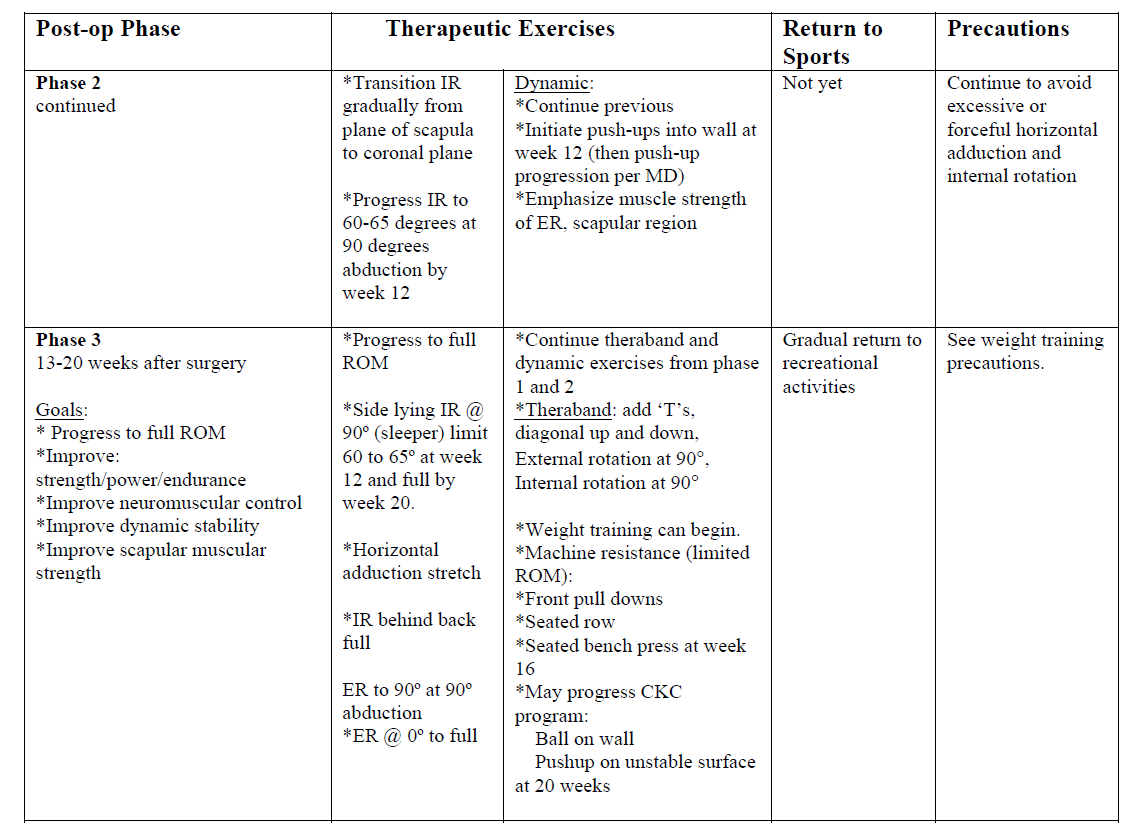 Post-op Phase
Therapeutic Exercises
Return to
Sports
Precautions
Phase 2
continued
*Transition IR
gradually from
plane of scapula
to coronal plane
*Progress IR to
60-65 degrees at
90 degrees
abduction by
week 12
Dynamic:
*Continue previous
*Initiate push-ups into wall at
week 12 (then push-up
progression per MD)
*Emphasize muscle strength
of ER, scapular region
Not yet
Continue to avoid
excessive or
forceful horizontal
adduction and
internal rotation
Phase 3
13-20 weeks after surgery
Goals:
* Progress to full ROM
*Improve:
strength/power/endurance
*Improve neuromuscular control
*Improve dynamic stability
*Improve scapular muscular
strength
*Progress to full
ROM
*Side lying IR @
90º (sleeper) limit
60 to 65º at week
12 and full by
week 20.
*Horizontal
adduction stretch
*IR behind back
full
ER to 90º at 90º
abduction
*ER @ 0º to full
*Continue theraband and
dynamic exercises from phase
1 and 2
*Theraband: add ‘T’s,
diagonal up and down,
External rotation at 90°,
Internal rotation at 90°
*Weight training can begin.
*Machine resistance (limited
ROM):
*Front pull downs
*Seated row
*Seated bench press at week
16
*May progress CKC
program:
Ball on wall
Pushup on unstable surface
at 20 weeks
Gradual return to
recreational
activities
See weight training
precautions.